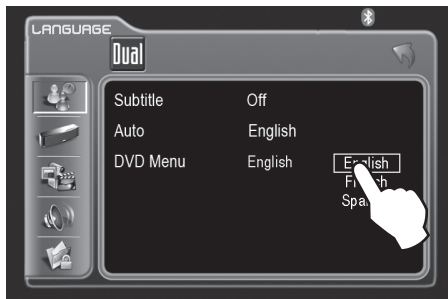 LANGUAGE
Dual
Subtitle Off
Auto English
DVD Menu English English